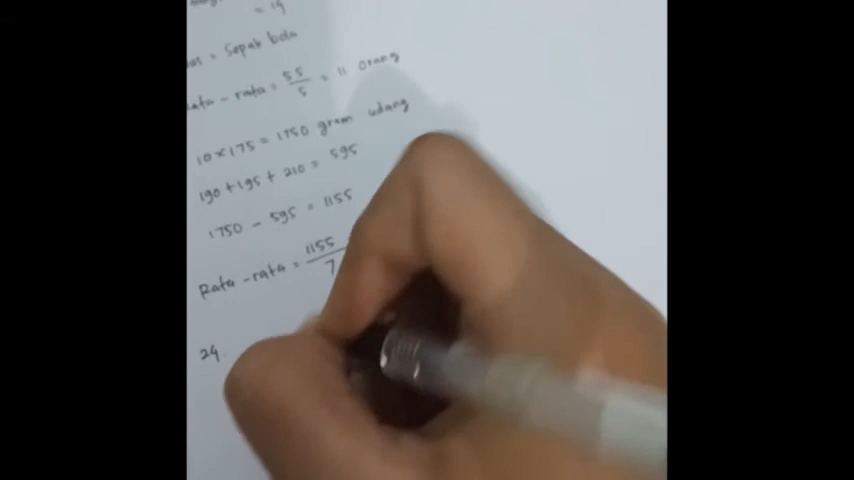 = 19
= Sepak bola
rata - rata = 55/5 = 11 orang
10 × 175 = 1750 gram udang
190 + 195 + 210 = 595
1750 - 595 = 1155
Rata - rata = 1155/7
24.